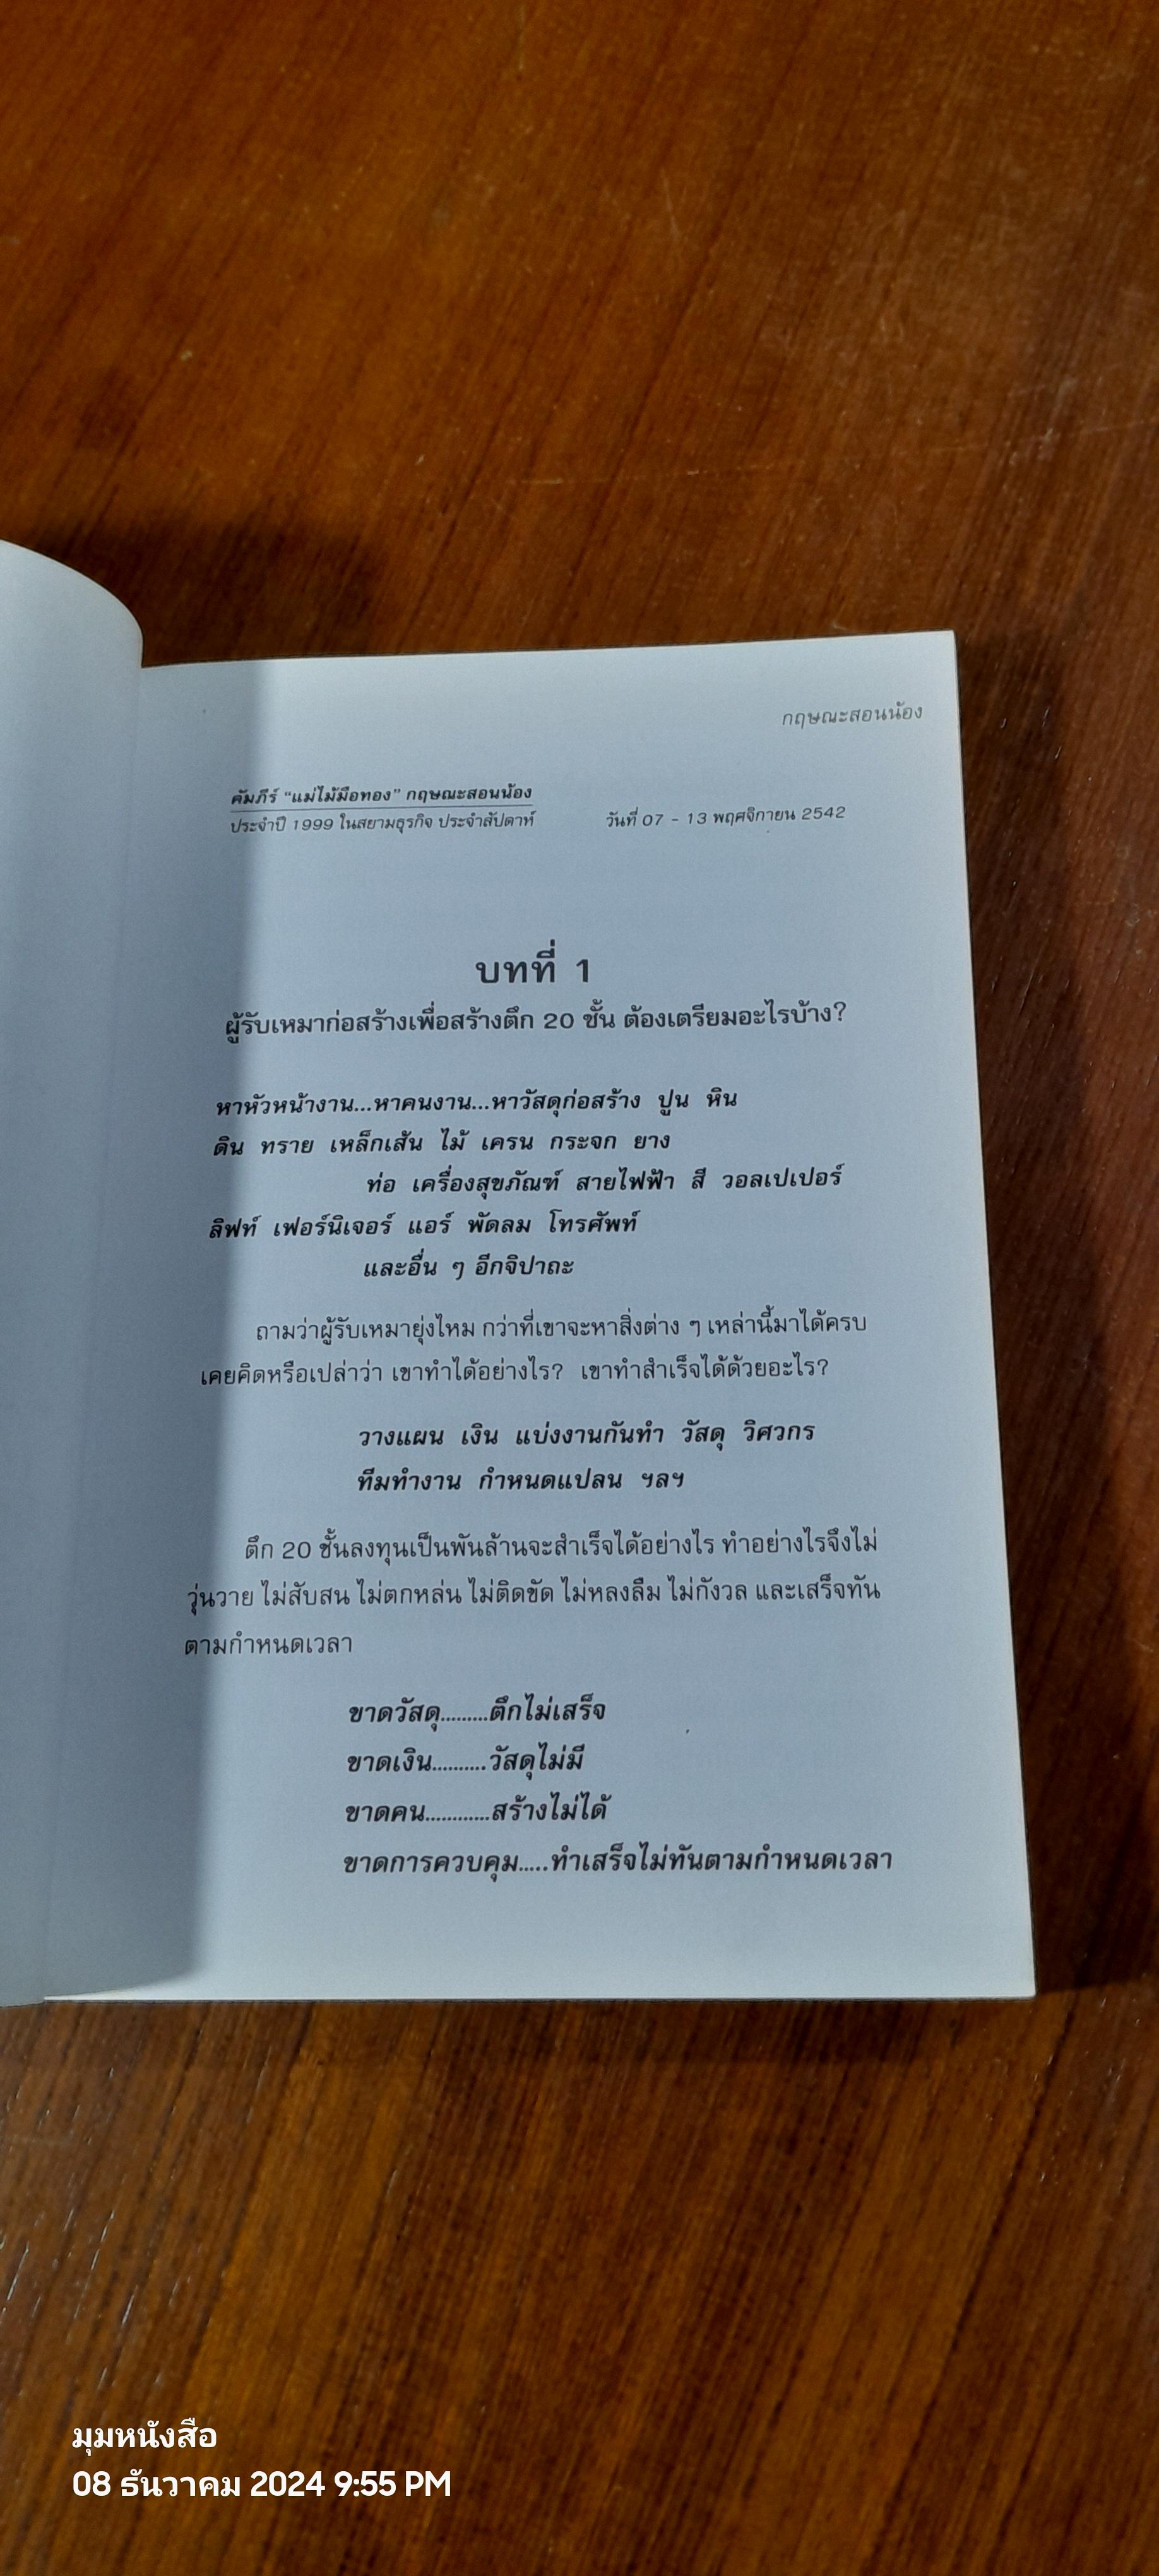 กฤษณะสอนน้อง
คัมภีร์ “แม่ไม้มือทอง” กฤษณะสอนน้อง
ประจำปี 1999 ในสยามธุรกิจ ประจำสัปดาห์ วันที่ 07 - 13 พฤศจิกายน 2542
บทที่ 1
ผู้รับเหมาก่อสร้างเพื่อสร้างตึก 20 ชั้น ต้องเตรียมอะไรบ้าง?
หาหัวหน้างาน...หาคนงาน...หาวัสดุก่อสร้าง ปูน หิน
ดิน ทราย เหล็กเส้น ไม้ เครน กระจก ยาง
ท่อ เครื่องสุขภัณฑ์ สายไฟฟ้า สี วอลเปเปอร์
ลิฟท์ เฟอร์นิเจอร์ แอร์ พัดลม โทรศัพท์
และอื่น ๆ อีกจิปาถะ
ถามว่าผู้รับเหมายุ่งไหม กว่าที่เขาจะหาสิ่งต่าง ๆ เหล่านี้มาได้ครบ
เคยคิดหรือเปล่าว่า เขาทำได้อย่างไร? เขาทำสำเร็จได้ด้วยอะไร?
วางแผน เงิน แบ่งงานกันทำ วัสดุ วิศวกร
ทีมทำงาน กำหนดแปลน ฯลฯ
ตึก 20 ชั้นลงทุนเป็นพันล้านจะสำเร็จได้อย่างไร ทำอย่างไรจึงไม่
วุ่นวาย ไม่สับสน ไม่ตกหล่น ไม่ติดขัด ไม่หลงลืม ไม่กังวล และเสร็จทัน
ตามกำหนดเวลา
ขาดวัสดุ.........ตึกไม่เสร็จ
ขาดเงิน..........วัสดุไม่มี
ขาดคน............สร้างไม่ได้
ขาดการควบคุม.....ทำเสร็จไม่ทันตามกำหนดเวลา
มุมหนังสือ
08 ธันวาคม 2024 9:55 PM